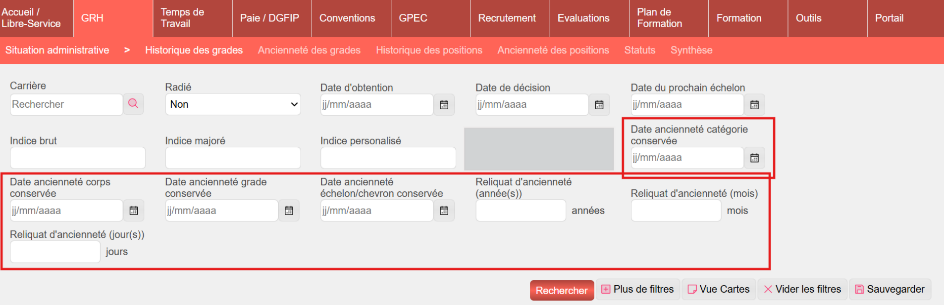 Accueil /
Libre-Service
GRH
Temps de
Travail
Paie / DGFIP
Conventions
GPEC
Recrutement
Evaluations
Plan de
Formation
Formation
Outils
Portail
Situation administrative > Historique des grades Ancienneté des grades Historique des positions Ancienneté des positions Statuts Synthèse
Carrière
Rechercher
Radié
Non
Date d'obtention
jj/mm/aaaa
Date de décision
jj/mm/aaaa
Date du prochain échelon
jj/mm/aaaa
Indice brut
Indice majoré
Indice personalisé
Date ancienneté catégorie
conservée
jj/mm/aaaa
Date ancienneté corps
conservée
jj/mm/aaaa
Date ancienneté grade
conservée
jj/mm/aaaa
Date ancienneté
échelon/chevron conservée
jj/mm/aaaa
Reliquat d'ancienneté
(année(s))
années
Reliquat d'ancienneté (mois)
mois
Reliquat d'ancienneté (jour(s))
jours
Rechercher
Plus de filtres
Vue Cartes
Vider les filtres
Sauvegarder